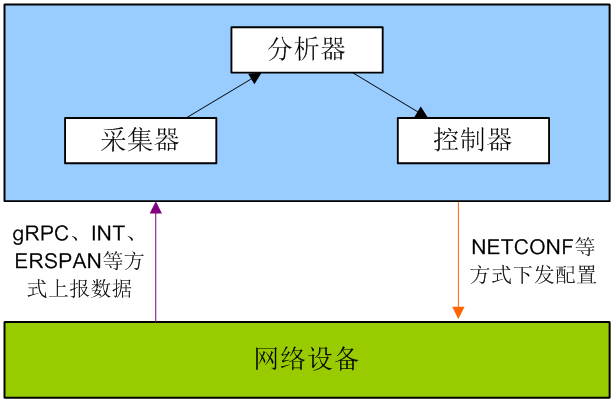 分析器
采集器
控制器
gRPC、INT、
ERSPAN等方
式上报数据
NETCONF等
方式下发配置
网络设备